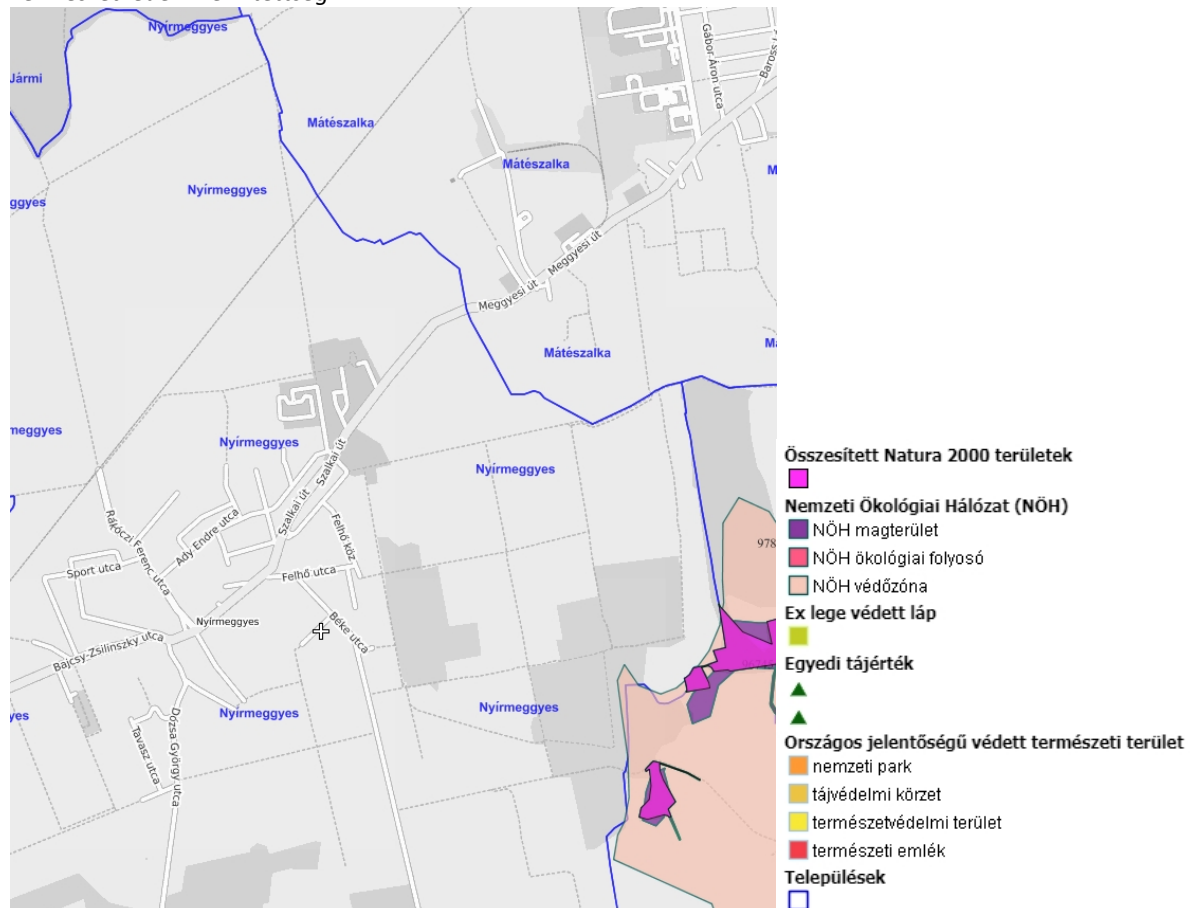 Nyírmeggyes
Gábor Áron utca
Jármi
Mátészalka
Mátészalka
Nyírmeggyes
ggyes
Meggyesi út
Meggyesi út
Mátészalka
neggyes
Nyírmeggyes
Szalkai út
Nyírmeggyes
Szalkai út
Rákóczi Ferenc utca
Ady Endre utca
Felhő köz
978
Sport utca
Felhő utca
Nyírmeggyes
Béke utca
Bajcsy-Zsilinszky utca
yes
Nyírmeggyes
Nyírmeggyes
Tavasz utca
Dózsa György utca
Összesített Natura 2000 területek
Nemzeti Ökológiai Hálózat (NÖH)
NÖH magterület
NÖH ökológiai folyosó
NÖH védőzóna
Ex lege védett láp
Egyedi tájérték
Országos jelentőségű védett természeti terület
nemzeti park
tájvédelmi körzet
természetvédelmi terület
természeti emlék
Települések